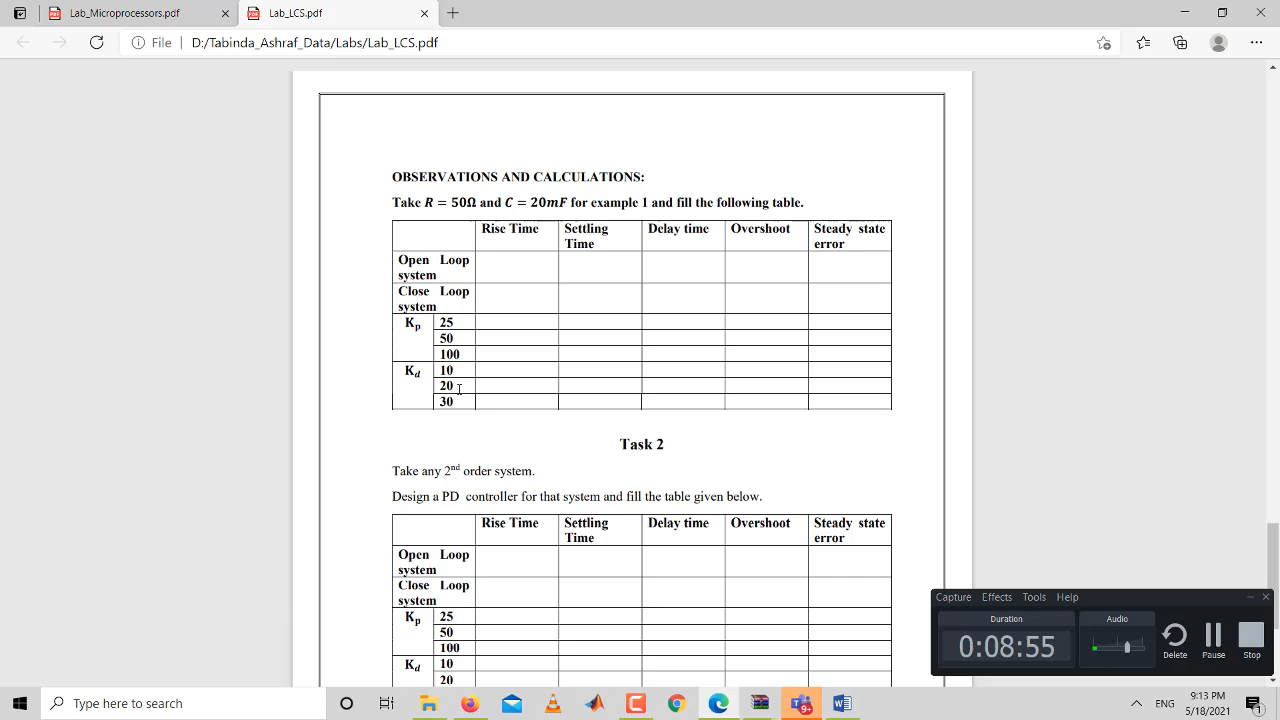 Lab_Microprocessors.pdf
Lab_LCS.pdf
File D:/Tabinda_Ashraf_Data/Labs/Lab_LCS.pdf
OBSERVATIONS AND CALCULATIONS:
Take R = 50Ω and C = 20mF for example 1 and fill the following table.
Rise Time Settling Time Delay time Overshoot Steady state error
Open Loop system
Close Loop system
Kp 25
50
100
Kd 10
20
30
Task 2
Take any 2nd order system.
Design a PD controller for that system and fill the table given below.
Rise Time Settling Time Delay time Overshoot Steady state error
Open Loop system
Close Loop system
Kp 25
50
100
Kd 10
20
Capture Effects Tools Help
Duration Audio
0:08:55
Delete Pause Stop
Type here to search
9+
ENG
9:13 PM
5/18/2021
1